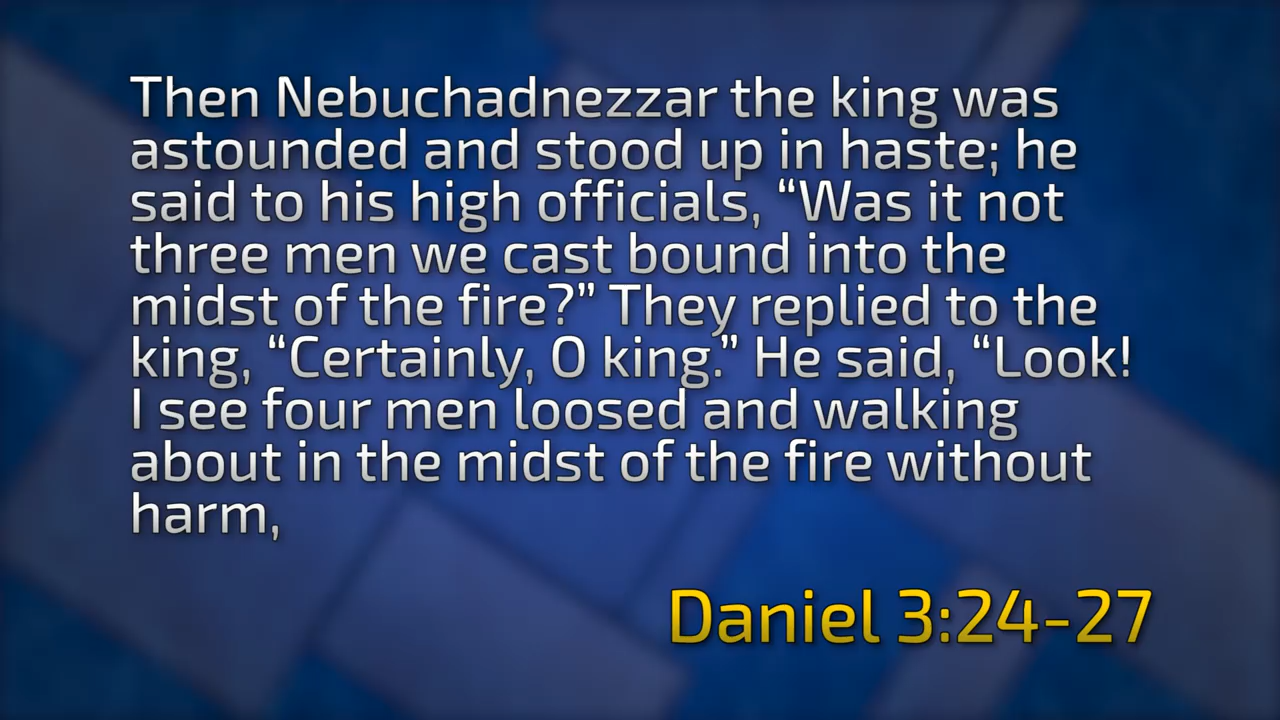 Then Nebuchadnezzar the king was
astounded and stood up in haste; he
said to his high officials, “Was it not
three men we cast bound into the
midst of the fire?” They replied to the
king, “Certainly, O king.” He said, “Look!
I see four men loosed and walking
about in the midst of the fire without
harm,
Daniel 3:24-27